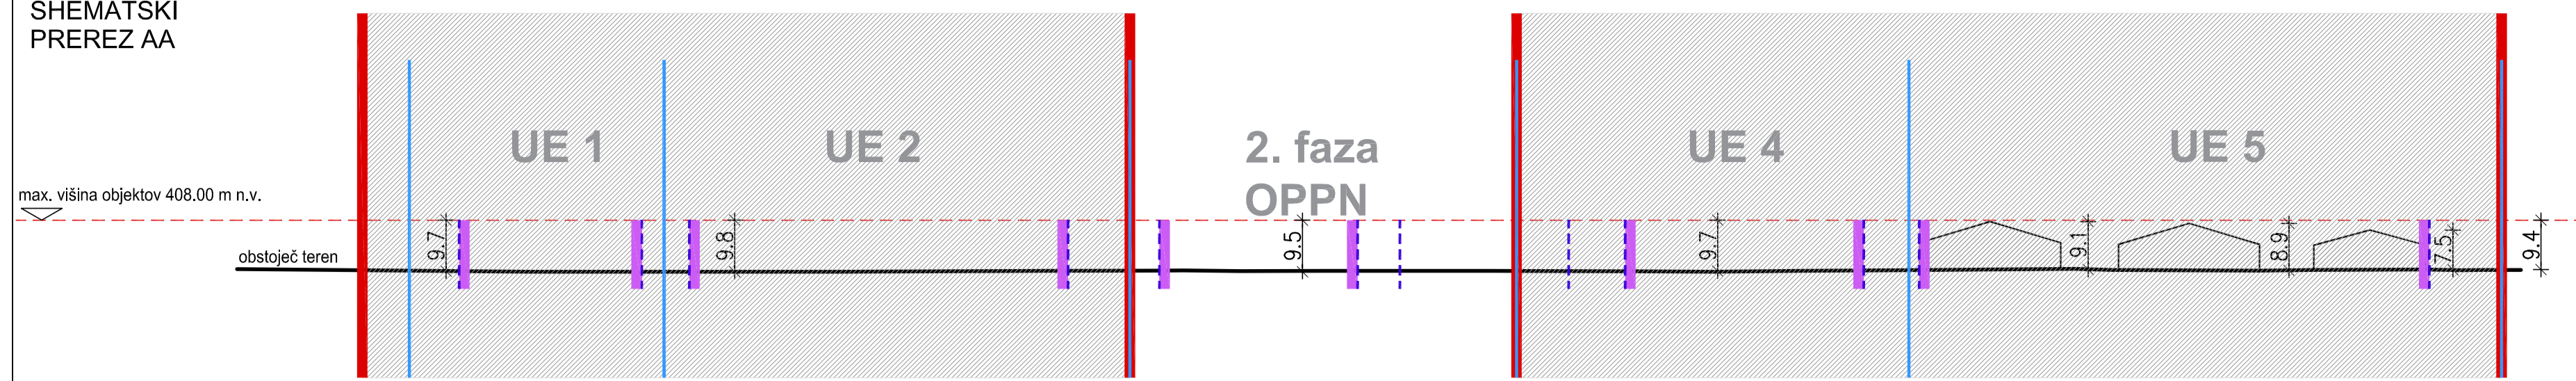 SHEMATSKI
PREREZ AA
UE 1
UE 2
2. faza
OPPN
UE 4
UE 5
max. višina objektov 408.00 m n.v.
obstoječ teren
9.7
9.8
9.5
9.7
9.1
8.9
7.5
9.4